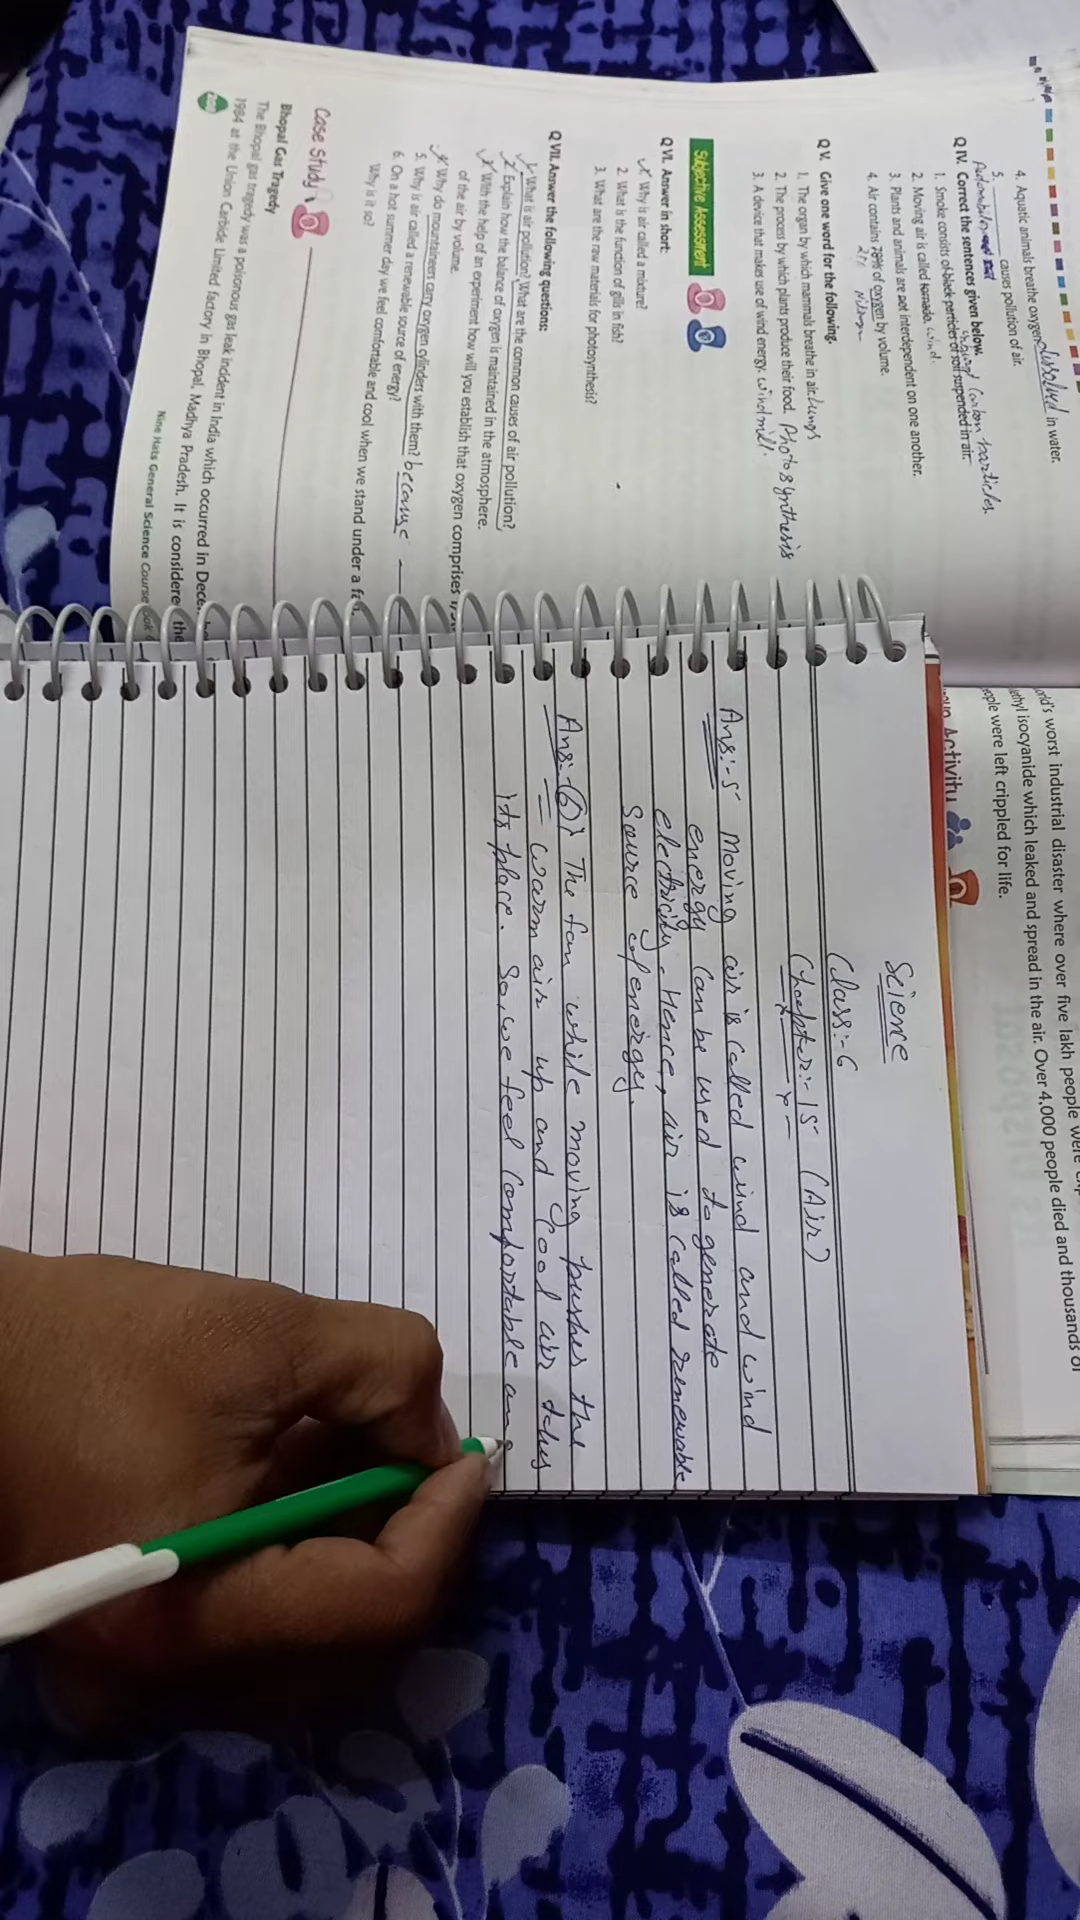 4. Aquatic animals breathe oxygen dissolved in water.
5. causes pollution of air.
Q IV. Correct the sentences given below.
1. Smoke consists of black particles of soil suspended in air. Carbon particles
2. Moving air is called tornado. wind.
3. Plants and animals are not interdependent on one another.
4. Air contains 78% of oxygen by volume.
Q V. Give one word for the following.
1. The organ by which mammals breathe in air. Lungs
2. The process by which plants produce their food. Photosynthesis
3. A device that makes use of wind energy. windmill.
Subjective Assessment
Q VI. Answer in short:
1. Why is air called a mixture?
2. What is the function of gills in fish?
3. What are the raw materials for photosynthesis?
Q VII. Answer the following questions:
1. What is air pollution? What are the common causes of air pollution?
2. Explain how the balance of oxygen is maintained in the atmosphere.
3. With the help of an experiment how will you establish that oxygen comprises
of the air by volume.
4. Why do mountaineers carry oxygen cylinders with them? because
5. Why is air called a renewable source of energy?
6. On a hot summer day we feel comfortable and cool when we stand under a fan.
Why is it so?
Case Study
Bhopal Gas Tragedy
The Bhopal gas tragedy was a poisonous gas leak incident in India which occurred in
1984 at the Union Carbide Limited factory in Bhopal, Madhya Pradesh. It is considered the
Nine Hats General Science Course Book
world's worst industrial disaster where over five lakh people were
methyl isocyanide which leaked and spread in the air. Over 4,000 people died and thousands of
people were left crippled for life.
Group Activity
Science
Class:-6
Chapter:-15 (Air)
Ans:-5 Moving air is called wind and wind
energy can be used to generate
electricity. Hence, air is called renewable
source of energy.
Ans:-(6) The fan while moving pushes the
warm air up and cool air takes
its place. So, we feel comfortable an